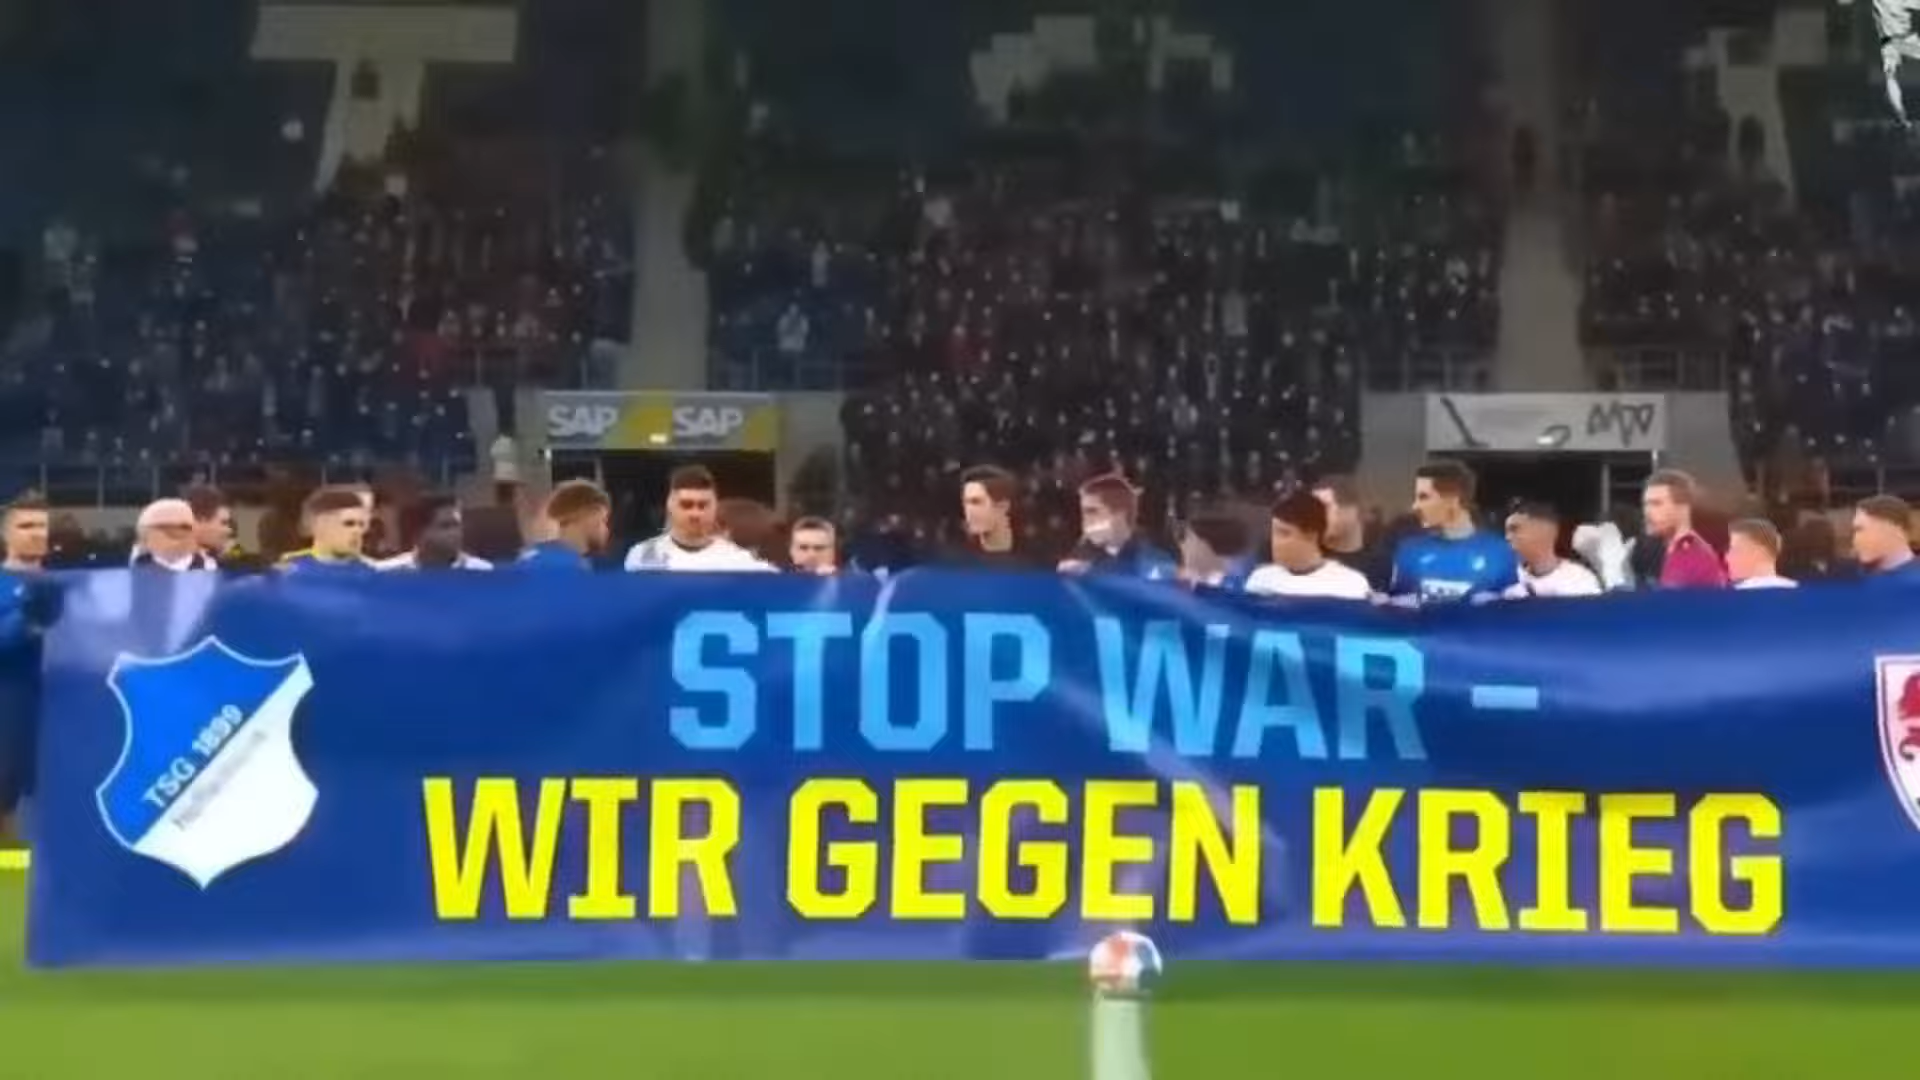 SAP SAP
STOP WAR -
WIR GEGEN KRIEG
TSG 1899